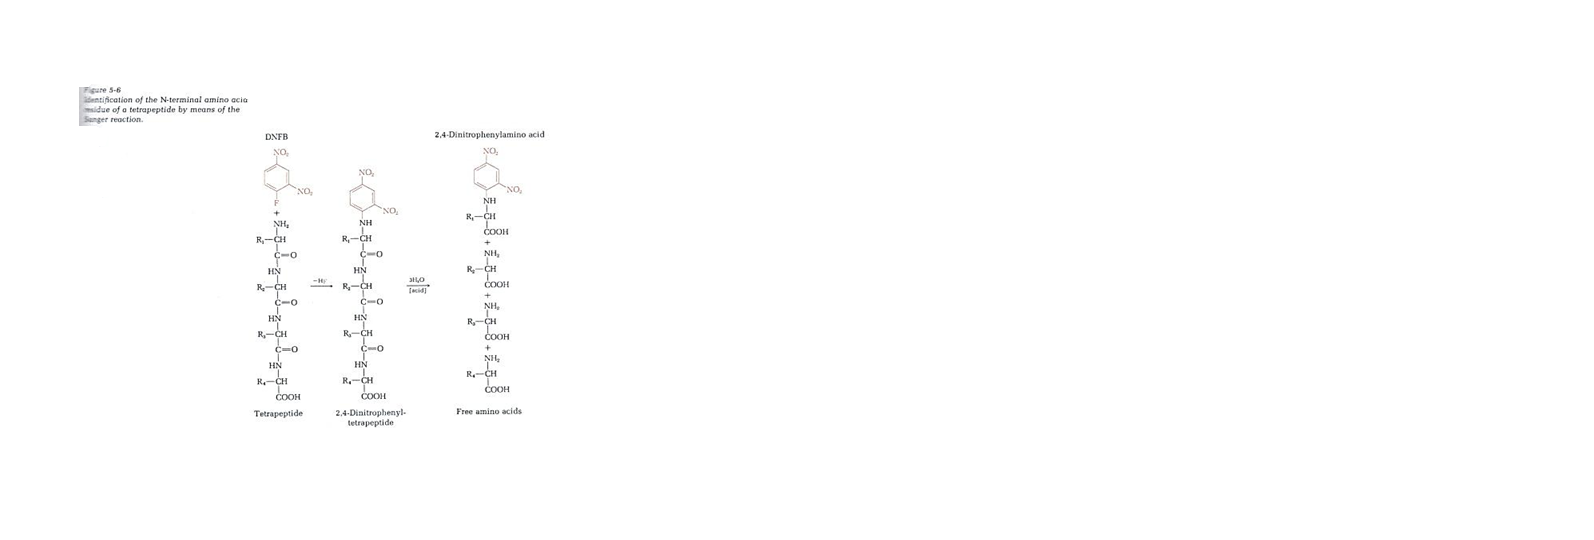 Figure 5-6
Identification of the N-terminal amino acid
residue of a tetrapeptide by means of the
Sanger reaction.
DNFB
NO₂
NO₂
F
+
NH₂
R₁—CH
C=O
HN
R₂—CH
C=O
HN
R₃—CH
C=O
HN
R₄—CH
COOH
Tetrapeptide
–HF
NO₂
NO₂
NH
R₁—CH
C=O
HN
R₂—CH
C=O
HN
R₃—CH
C=O
HN
R₄—CH
COOH
2,4-Dinitrophenyl-
tetrapeptide
3H₂O
[acid]
2,4-Dinitrophenylamino acid
NO₂
NO₂
NH
R₁—CH
COOH
+
NH₂
R₂—CH
COOH
+
NH₂
R₃—CH
COOH
+
NH₂
R₄—CH
COOH
Free amino acids